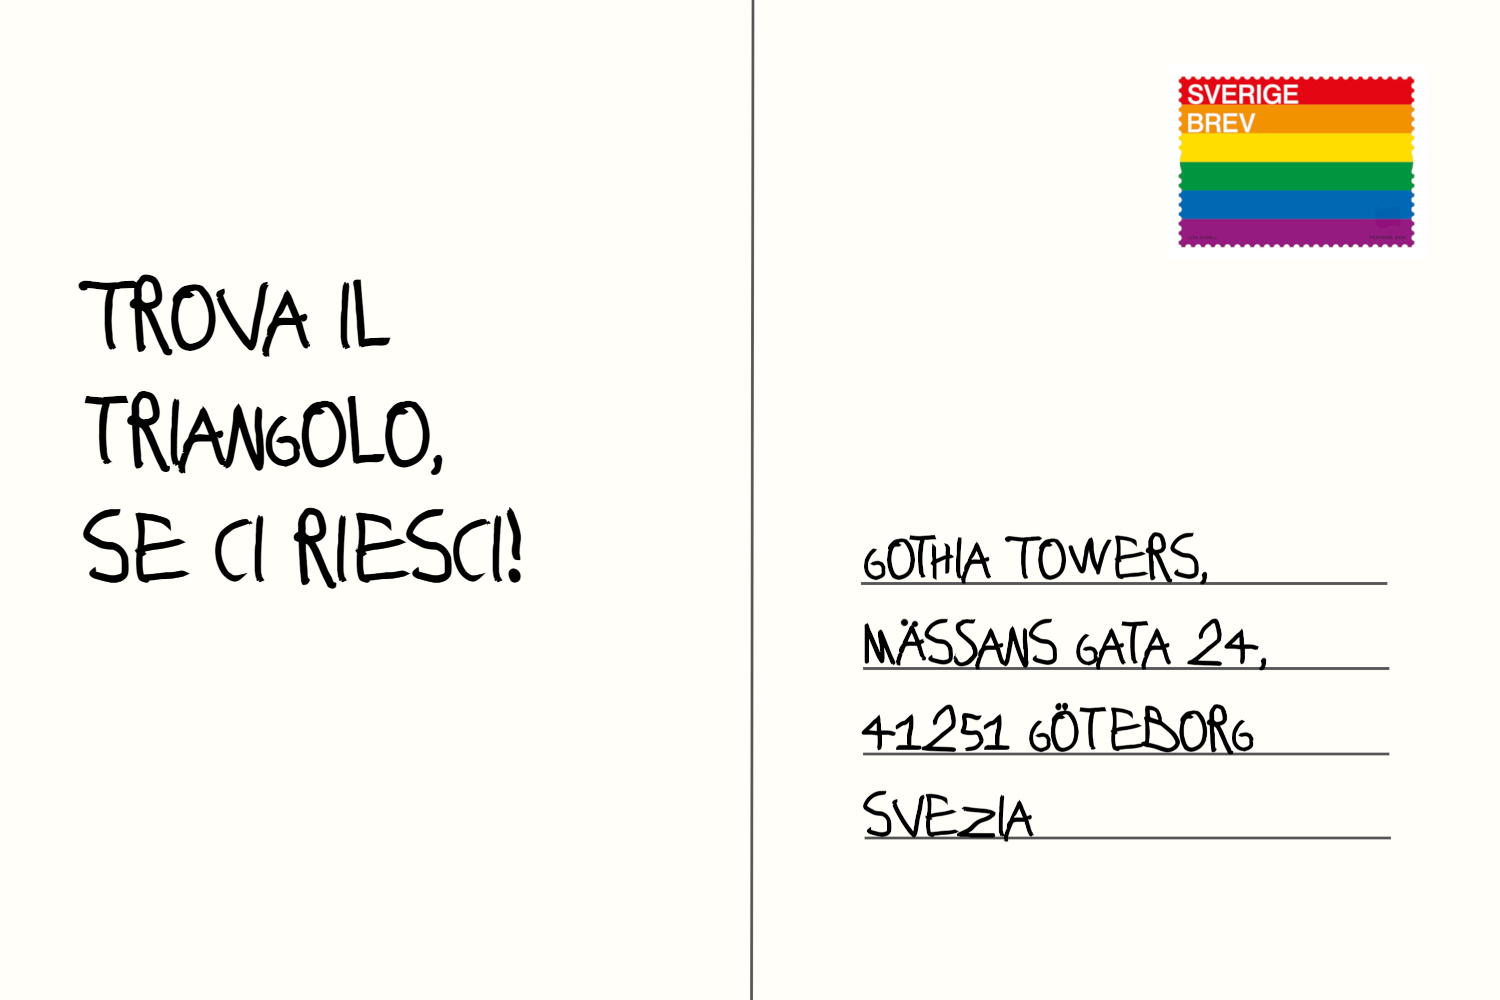 TROVA IL
TRIANGOLO,
SE CI RIESCI!
SVERIGE
BREV
GOTHIA TOWERS,
MÄSSANS GATA 24,
41251 GÖTEBORG
SVEZIA